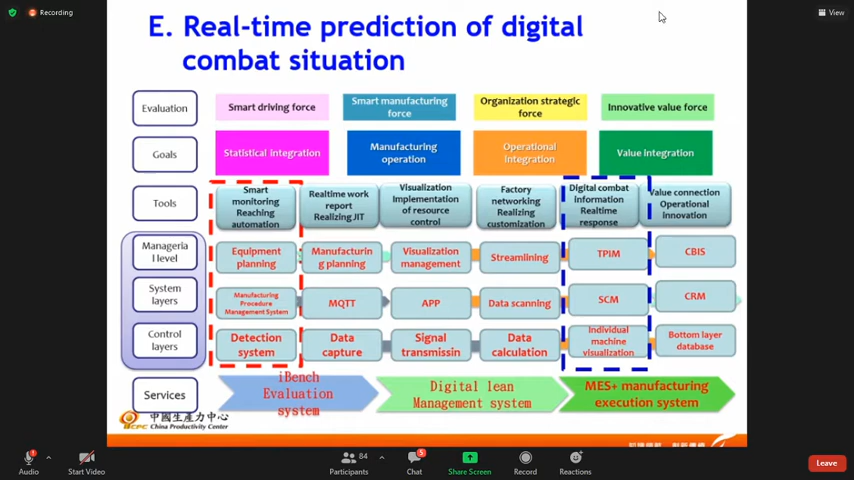 Recording
View
E. Real-time prediction of digital
combat situation
Evaluation
Smart driving force
Smart manufacturing
force
Organization strategic
force
Innovative value force
Goals
Statistical integration
Manufacturing
operation
Operational
integration
Value integration
Tools
Smart
monitoring
Reaching
automation
Realtime work
report
Realizing JIT
Visualization
Implementation
of resource
control
Factory
networking
Realizing
customization
Digital combat
Information
Realtime
response
Value connection
Operational
Innovation
Manageria
l level
Equipment
planning
Manufacturin
g planning
Visualization
management
Streamlining
TPIM
CBIS
System
layers
Manufacturing
Procedure
Management System
MQTT
APP
Data scanning
SCM
CRM
Control
layers
Detection
system
Data
capture
Signal
transmissin
Data
calculation
Individual
machine
visualization
Bottom layer
database
Services
iBench
Evaluation
system
Digital lean
Management system
MES+ manufacturing
execution system
CPC
中國生產力中心
China Productivity Center
Audio
Start Video
84
Participants
5
Chat
Share Screen
Record
Reactions
Leave